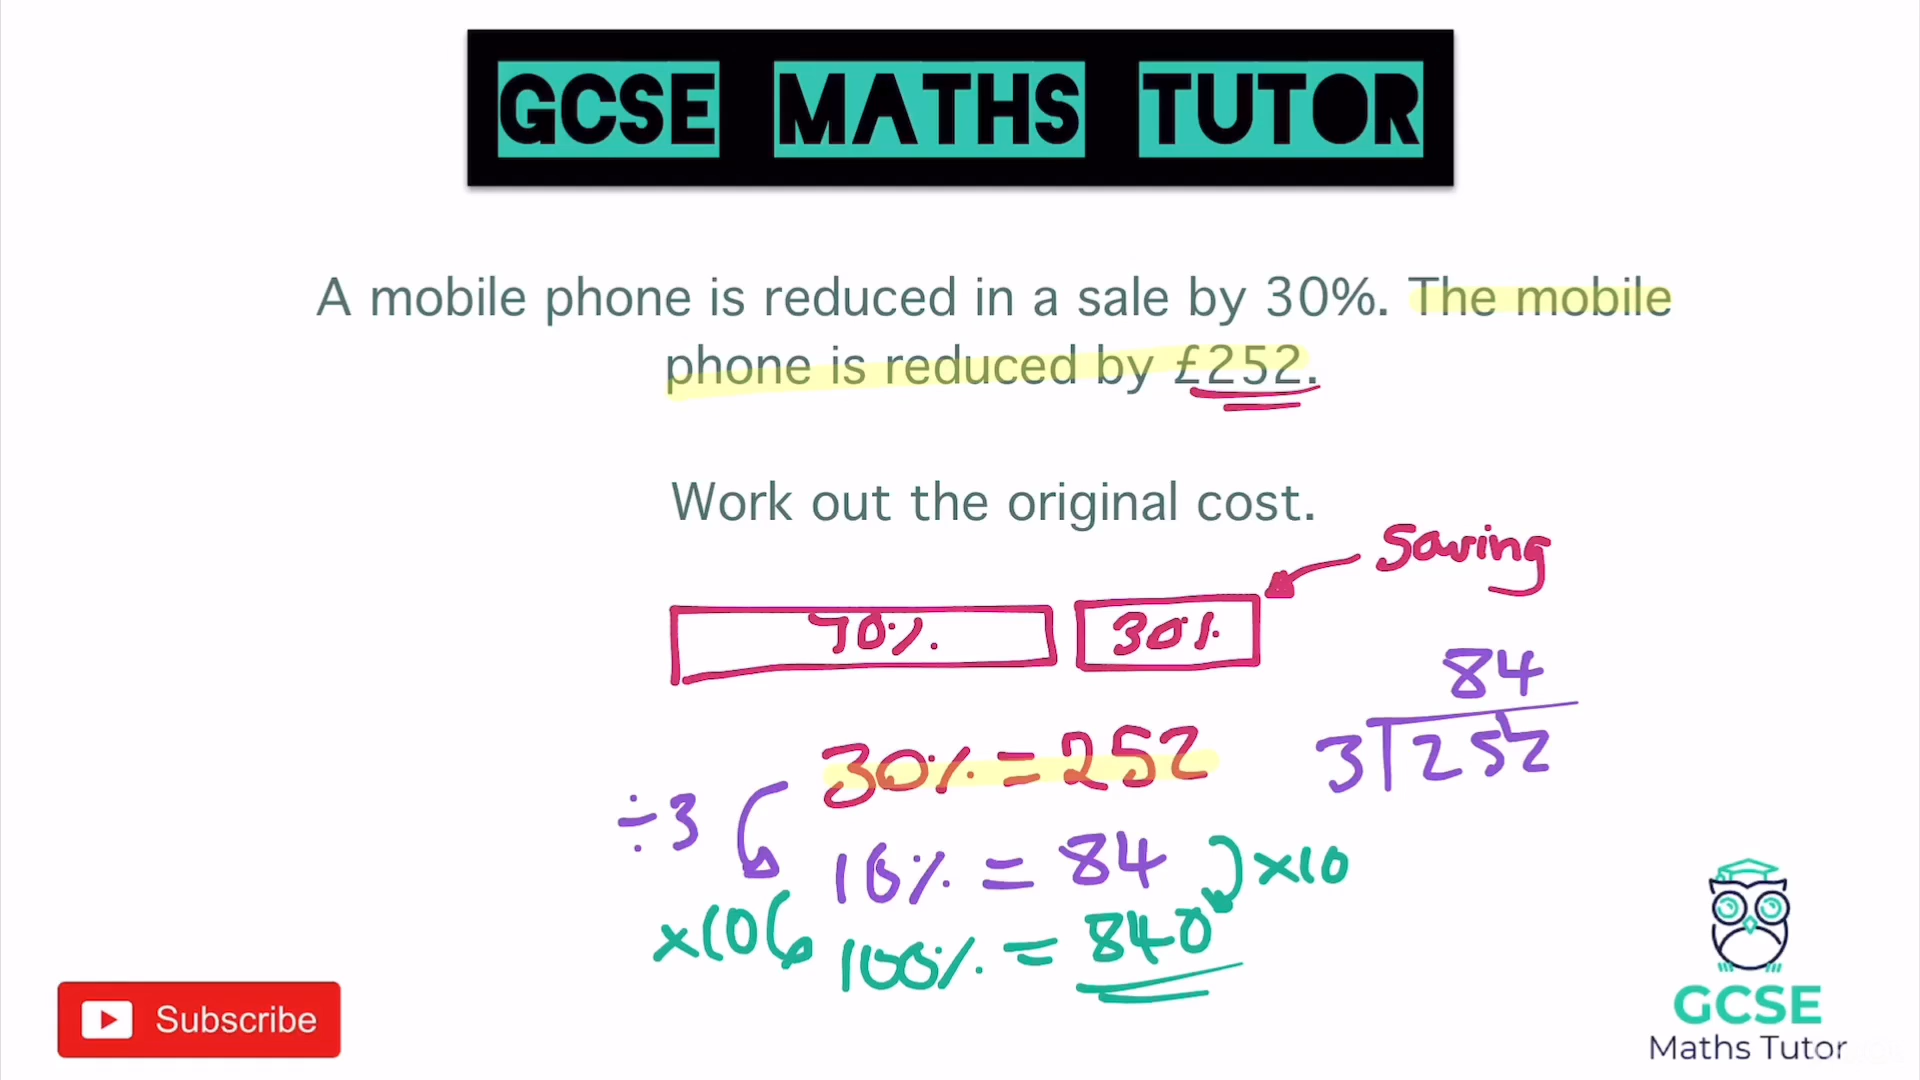 GCSE MATHS TUTOR
A mobile phone is reduced in a sale by 30%. The mobile
phone is reduced by £252.
Work out the original cost.
Saving
70% 30%
84
3 252
30% = 252
÷3
10% = 84 ×10
×10 100% = 840
Subscribe
GCSE
Maths Tutor